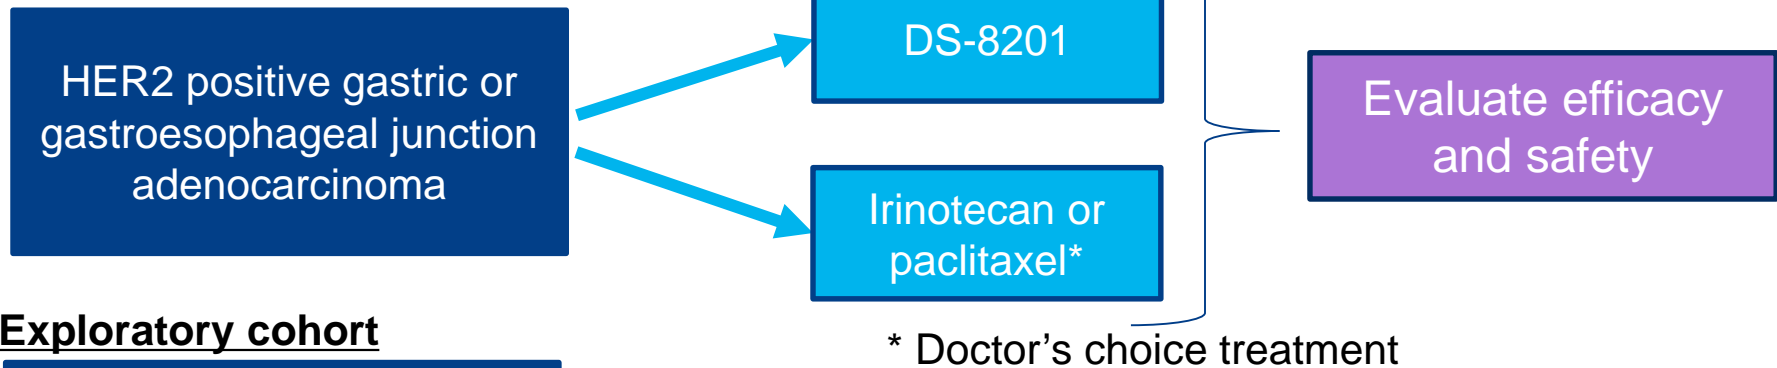 HER2 positive gastric or
gastroesophageal junction
adenocarcinoma
DS-8201
Irinotecan or
paclitaxel*
Evaluate efficacy
and safety
* Doctor's choice treatment
Exploratory cohort